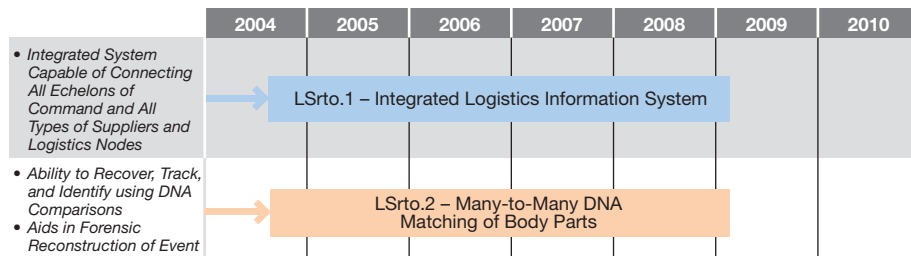 2004 2005 2006 2007 2008 2009 2010
• Integrated System
Capable of Connecting
All Echelons of
Command and All
Types of Suppliers and
Logistics Nodes
LSrto.1 – Integrated Logistics Information System
• Ability to Recover, Track,
and Identify using DNA
Comparisons
• Aids in Forensic
Reconstruction of Event
LSrto.2 – Many-to-Many DNA
Matching of Body Parts